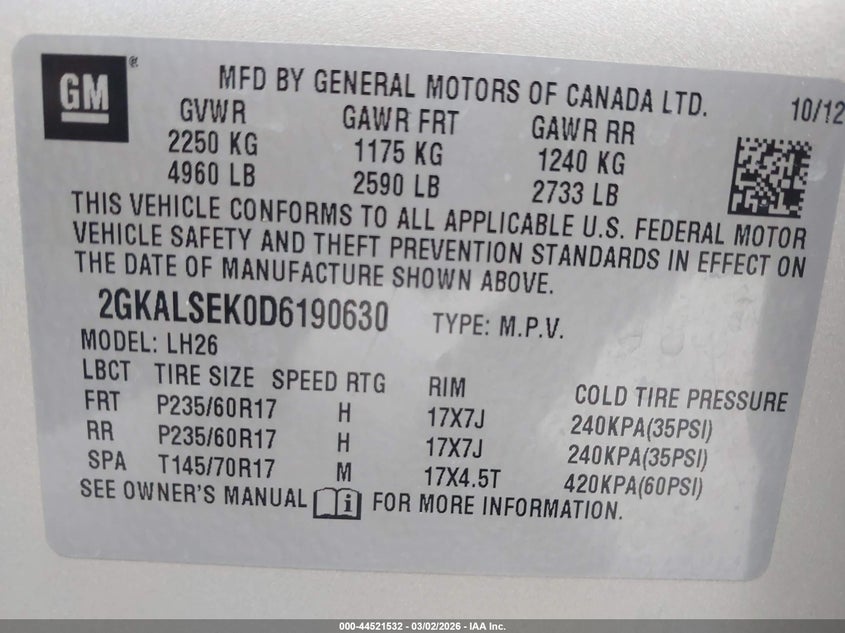 GM ®
MFD BY GENERAL MOTORS OF CANADA LTD. 10/12
GVWR GAWR FRT GAWR RR
2250 KG 1175 KG 1240 KG
4960 LB 2590 LB 2733 LB
THIS VEHICLE CONFORMS TO ALL APPLICABLE U.S. FEDERAL MOTOR
VEHICLE SAFETY AND THEFT PREVENTION STANDARDS IN EFFECT ON
THE DATE OF MANUFACTURE SHOWN ABOVE.
2GKALSEK0D6190630 TYPE: M.P.V.
MODEL: LH26
LBCT TIRE SIZE SPEED RTG RIM COLD TIRE PRESSURE
FRT P235/60R17 H 17X7J 240KPA(35PSI)
RR P235/60R17 H 17X7J 240KPA(35PSI)
SPA T145/70R17 M 17X4.5T 420KPA(60PSI)
SEE OWNER'S MANUAL i FOR MORE INFORMATION.
000-44521532 - 03/02/2026 - IAA Inc.